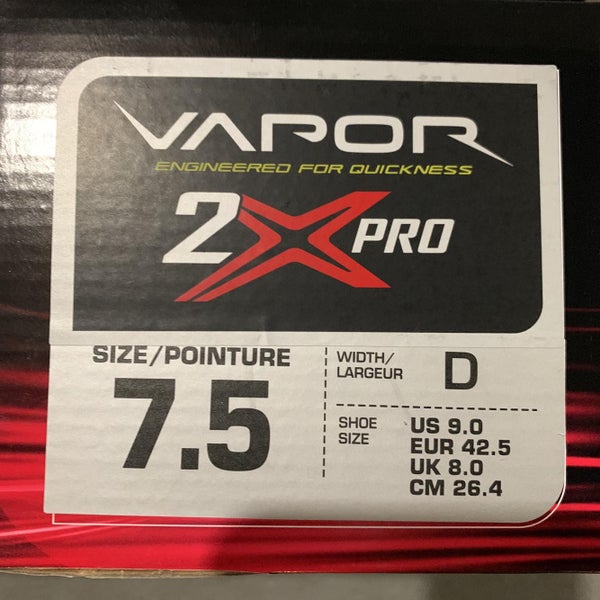 VAPOR
ENGINEERED FOR QUICKNESS
2X PRO
SIZE/POINTURE
7.5
WIDTH/
LARGEUR
D
SHOE
SIZE
US 9.0
EUR 42.5
UK 8.0
CM 26.4